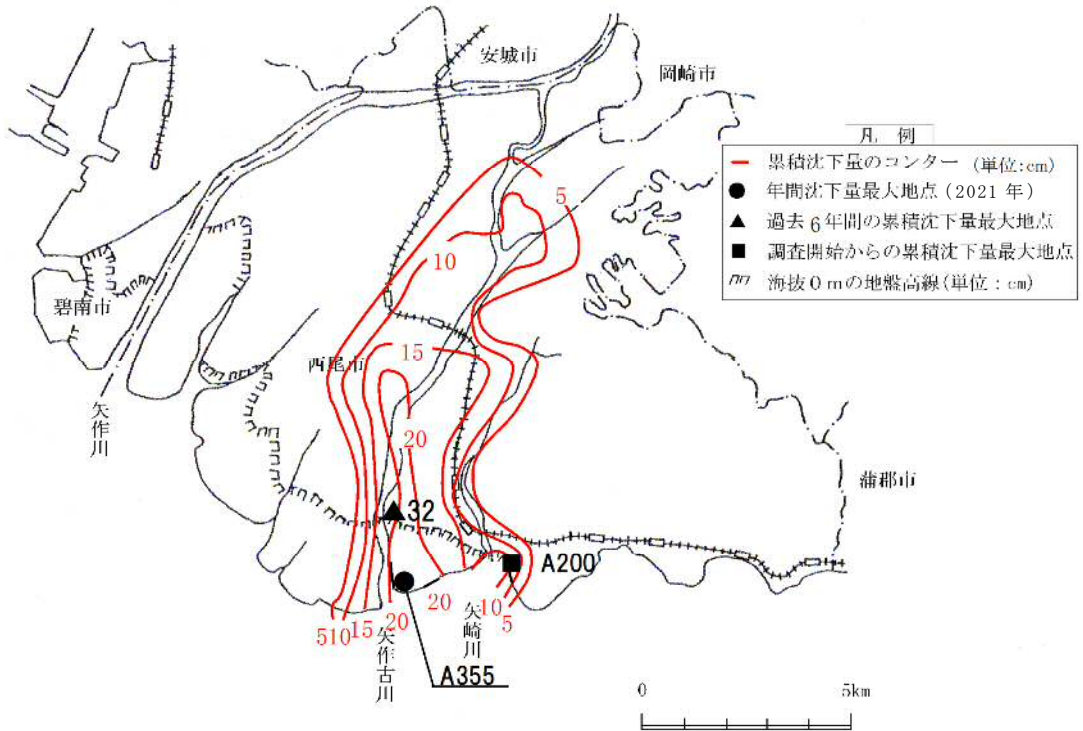 安城市
岡崎市
凡 例
累積沈下量のコンター (単位:cm)
年間沈下量最大地点 (2021 年)
過去 6 年間の累積沈下量最大地点
調査開始からの累積沈下量最大地点
海抜０ｍの地盤高線(単位：cm)
5
10
碧南市
15
西尾市
矢作川
20
蒲郡市
32
A200
20
10
5
矢崎川
5
10
15
20
矢作古川
A355
0
5km